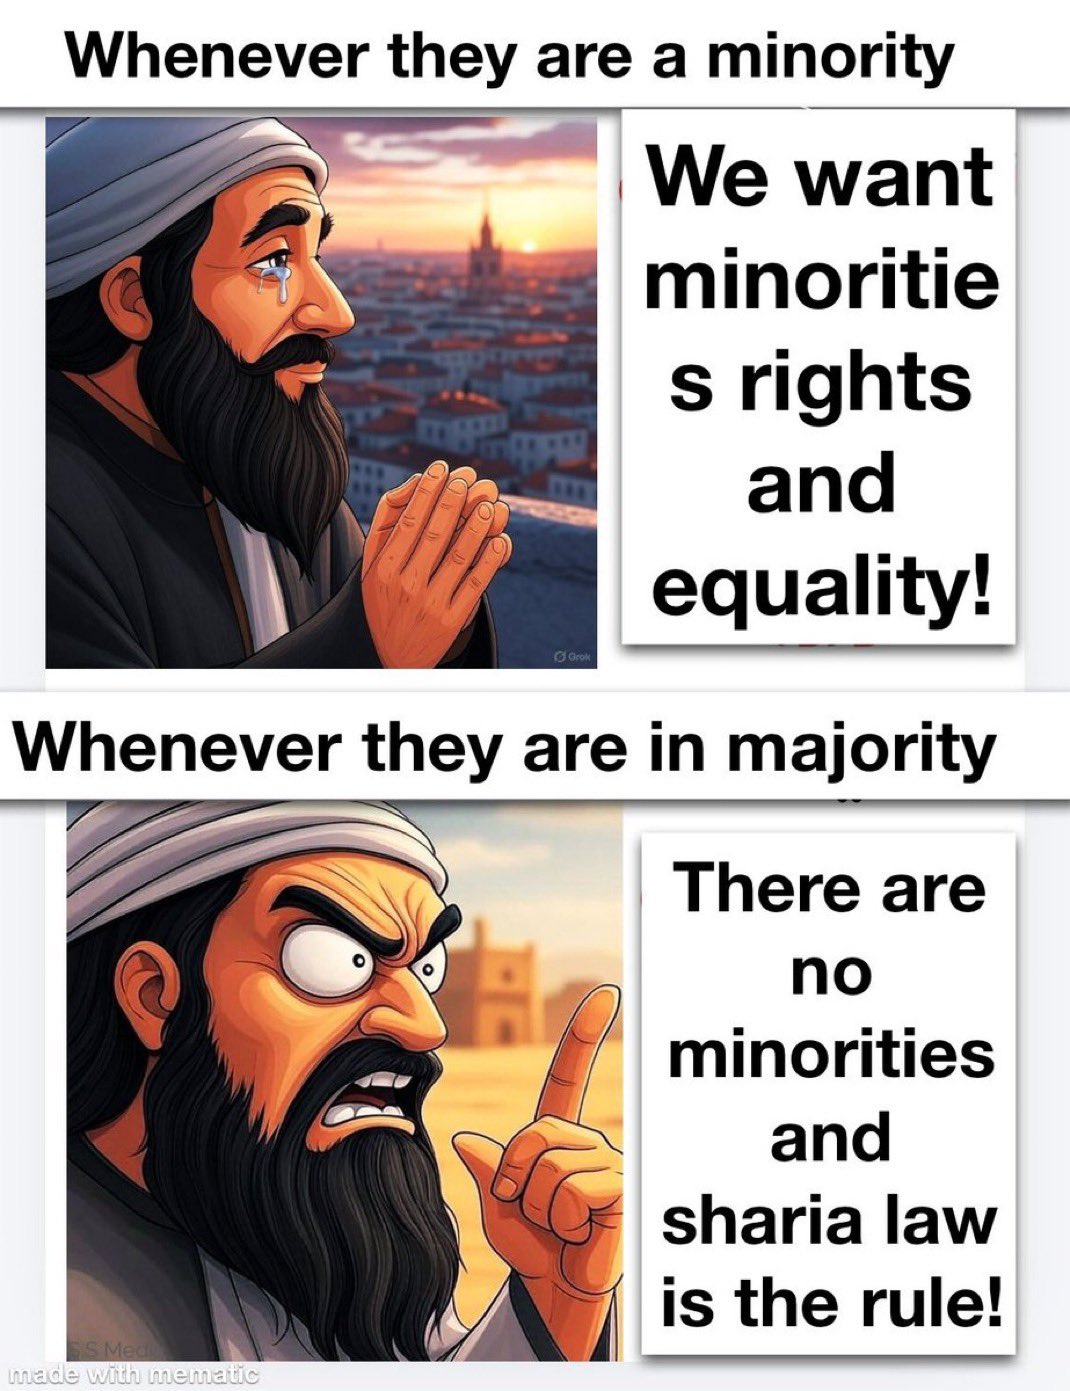 Whenever they are a minority
We want
minoritie
s rights
and
equality!
Grok
Whenever they are in majority
There are
no
minorities
and
sharia law
is the rule!
made with mematic